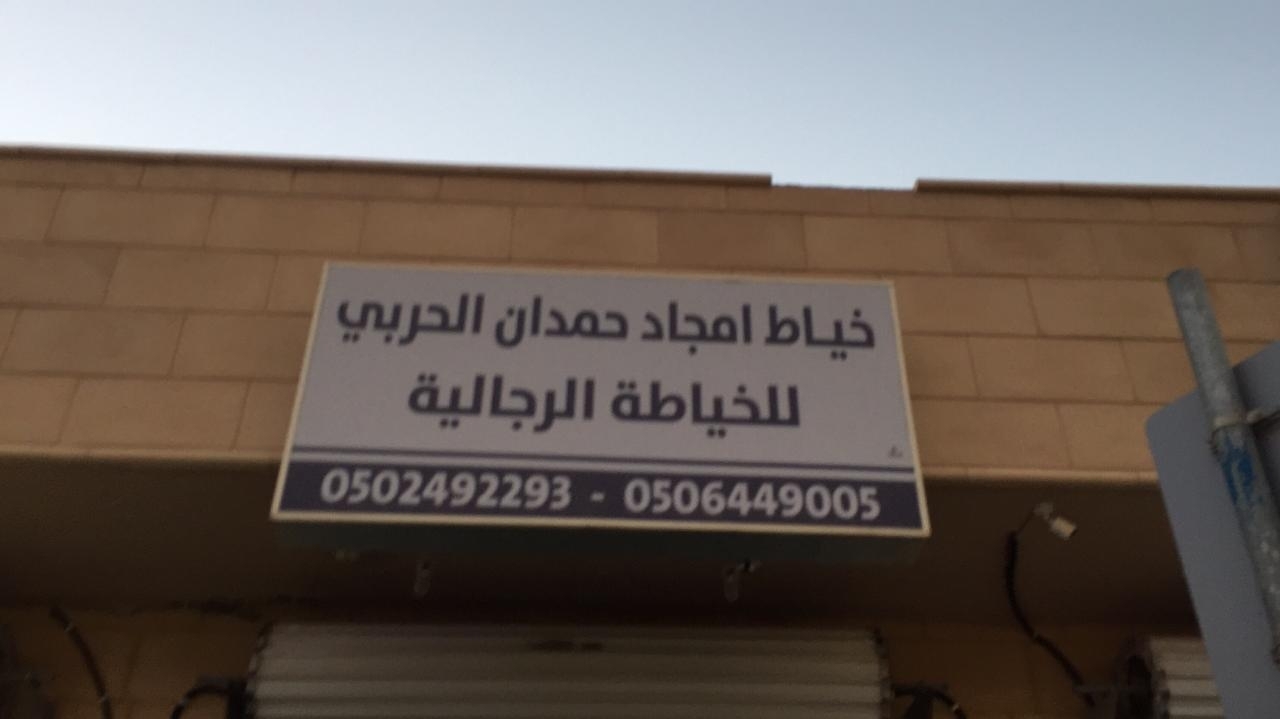 خياط امجاد حمدان الحربي
للخياطة الرجالية
0502492293 - 0506449005